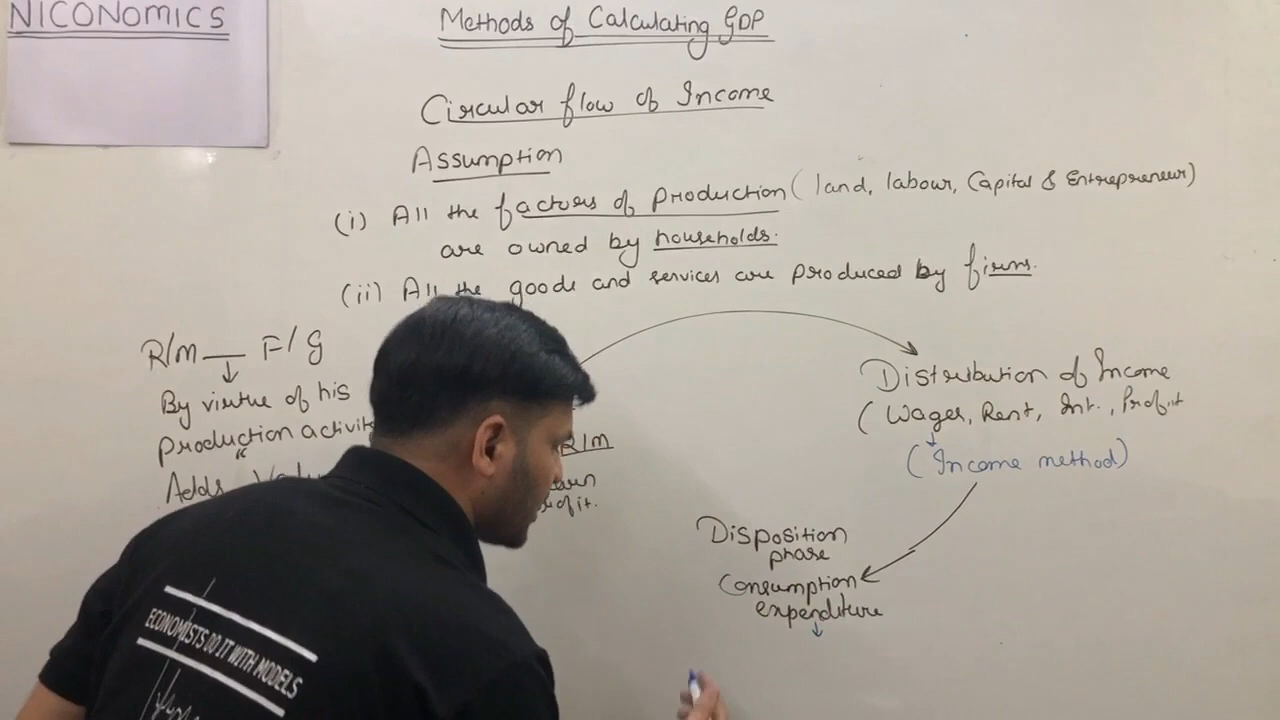 NICONOMICS
Methods of Calculating GDP
Circular flow of Income
Assumption
(i) All the factors of production (land, labour, Capital & Entrepreneur)
are owned by households.
(ii) All the goods and services are produced by firms.
R/M — F/G
By virtue of his
production
Adds
R/M
Distribution of Income
(Wages, Rent, Int., Profit
(Income method)
Disposition
phase
Consumption
expenditure
ECONOMISTS DO IT WITH MODELS